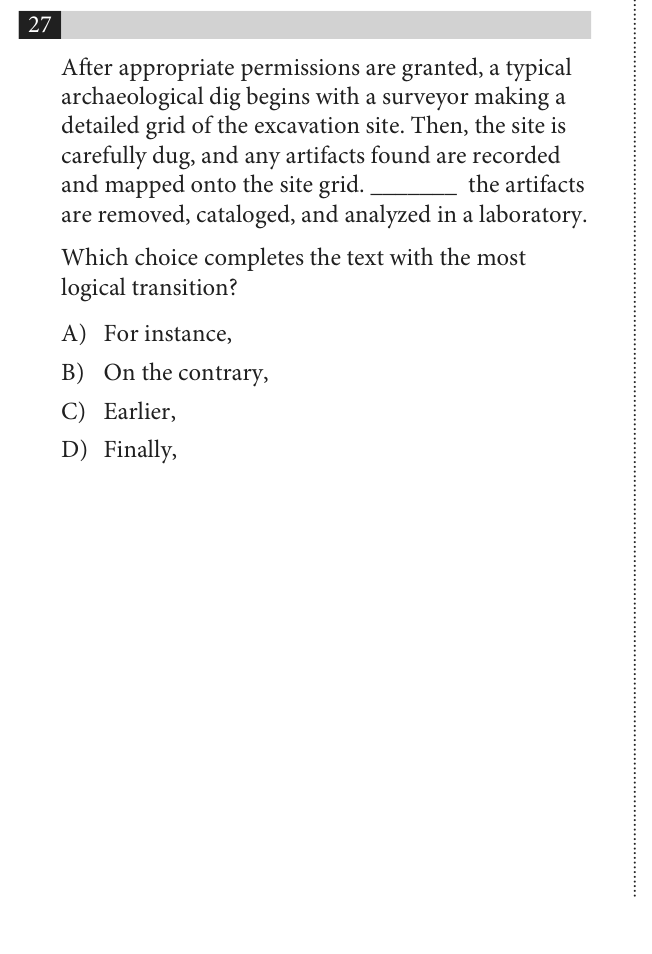 27
After appropriate permissions are granted, a typical
archaeological dig begins with a surveyor making a
detailed grid of the excavation site. Then, the site is
carefully dug, and any artifacts found are recorded
and mapped onto the site grid. _______ the artifacts
are removed, cataloged, and analyzed in a laboratory.
Which choice completes the text with the most
logical transition?
A) For instance,
B) On the contrary,
C) Earlier,
D) Finally,